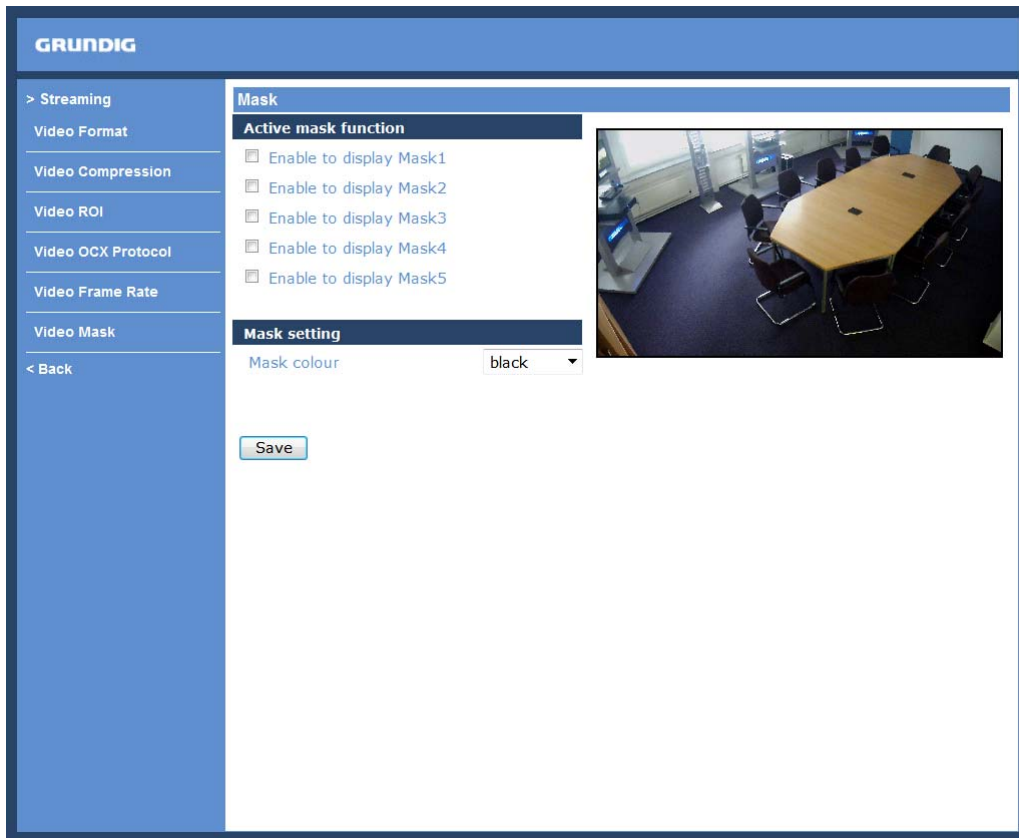 GRUNDIG
> Streaming
Video Format
Video Compression
Video ROI
Video OCX Protocol
Video Frame Rate
Video Mask
< Back
Mask
Active mask function
Enable to display Mask1
Enable to display Mask2
Enable to display Mask3
Enable to display Mask4
Enable to display Mask5
Mask setting
Mask colour black
Save